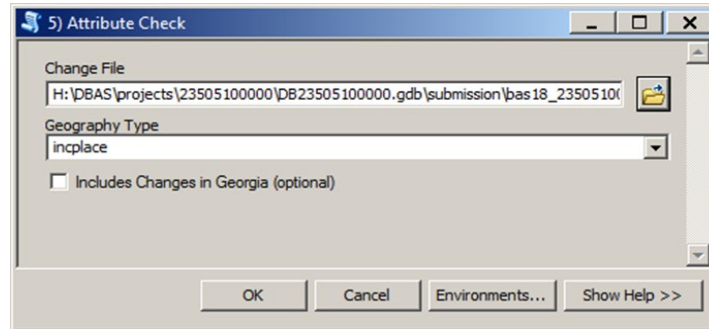 5) Attribute Check
Change File
H:\DBAS\projects\23505100000\DB23505100000.gdb\submission\bas18_2350510(
Geography Type
incplace
Includes Changes in Georgia (optional)
OK Cancel Environments... Show Help >>